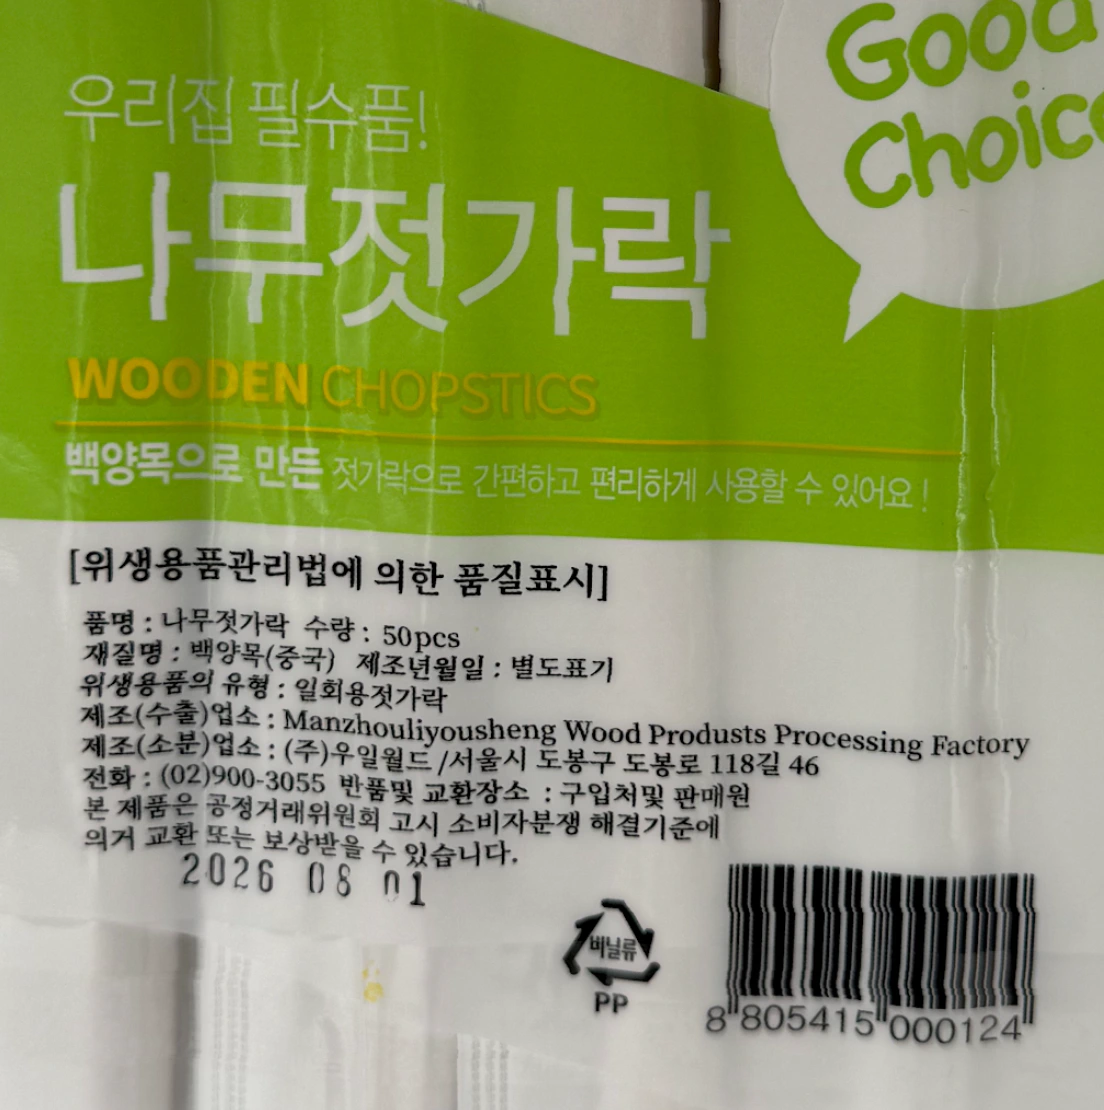 Good
Choice
우리집 필수품!
나무젓가락
WOODEN CHOPSTICS
백양목으로 만든 젓가락으로 간편하고 편리하게 사용할 수 있어요!
[위생용품관리법에 의한 품질표시]
품명 : 나무젓가락 수량 : 50pcs
재질명 : 백양목(중국) 제조년월일 : 별도표기
위생용품의 유형 : 일회용젓가락
제조(수출)업소 : Manzhouliyousheng Wood Produsts Processing Factory
제조(소분)업소 : (주)우일월드 /서울시 도봉구 도봉로 118길 46
전화 : (02)900-3055 반품및 교환장소 : 구입처및 판매원
본 제품은 공정거래위원회 고시 소비자분쟁 해결기준에
의거 교환 또는 보상받을 수 있습니다.
2026 08 01
비닐류
PP
8 805415 000124